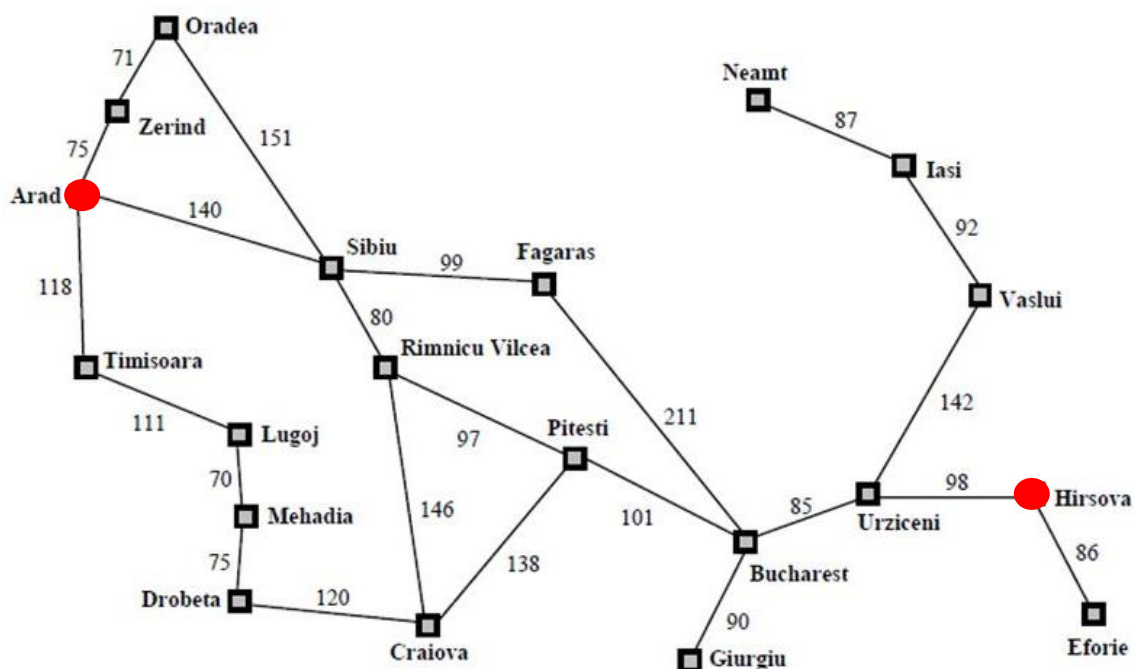 Oradea
71
Neamt
Zerind
87
151
75
Iasi
Arad
140
92
Sibiu
Fagaras
99
118
Vaslui
80
Timisoara
Rimnicu Vilcea
142
111
211
Lugoj
Pitesti
97
70
98
Hirsova
Mehadia
146
101
85
Urziceni
75
138
86
Bucharest
Drobeta
120
90
Eforie
Craiova
Giurgiu